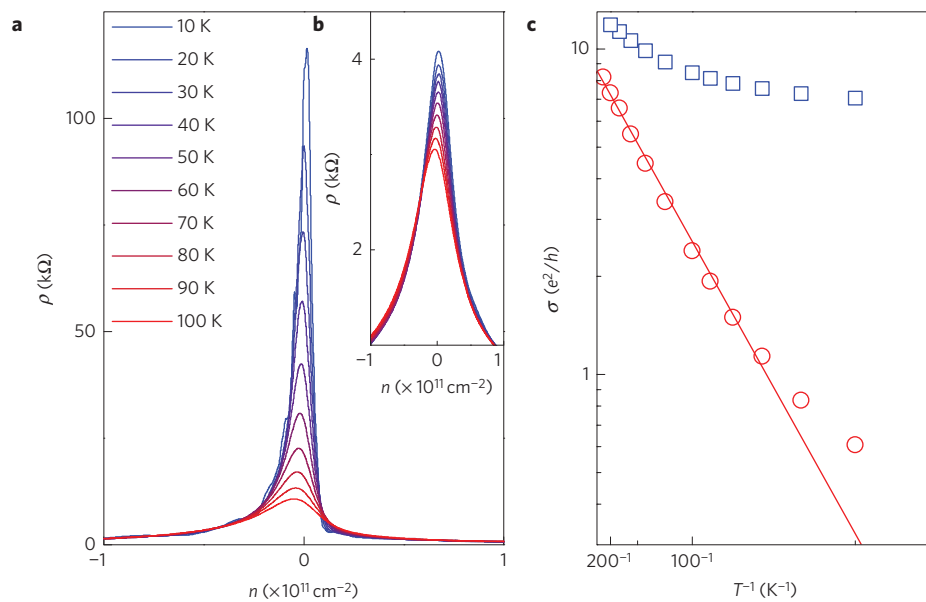 a
10 K
20 K
30 K
40 K
50 K
60 K
70 K
80 K
90 K
100 K
ρ (kΩ)
100
50
0
−1
0
1
n (× 10¹¹ cm⁻²)
b
ρ (kΩ)
4
2
−1
0
1
n (× 10¹¹ cm⁻²)
c
σ (e²/h)
10
1
200⁻¹
100⁻¹
T⁻¹ (K⁻¹)